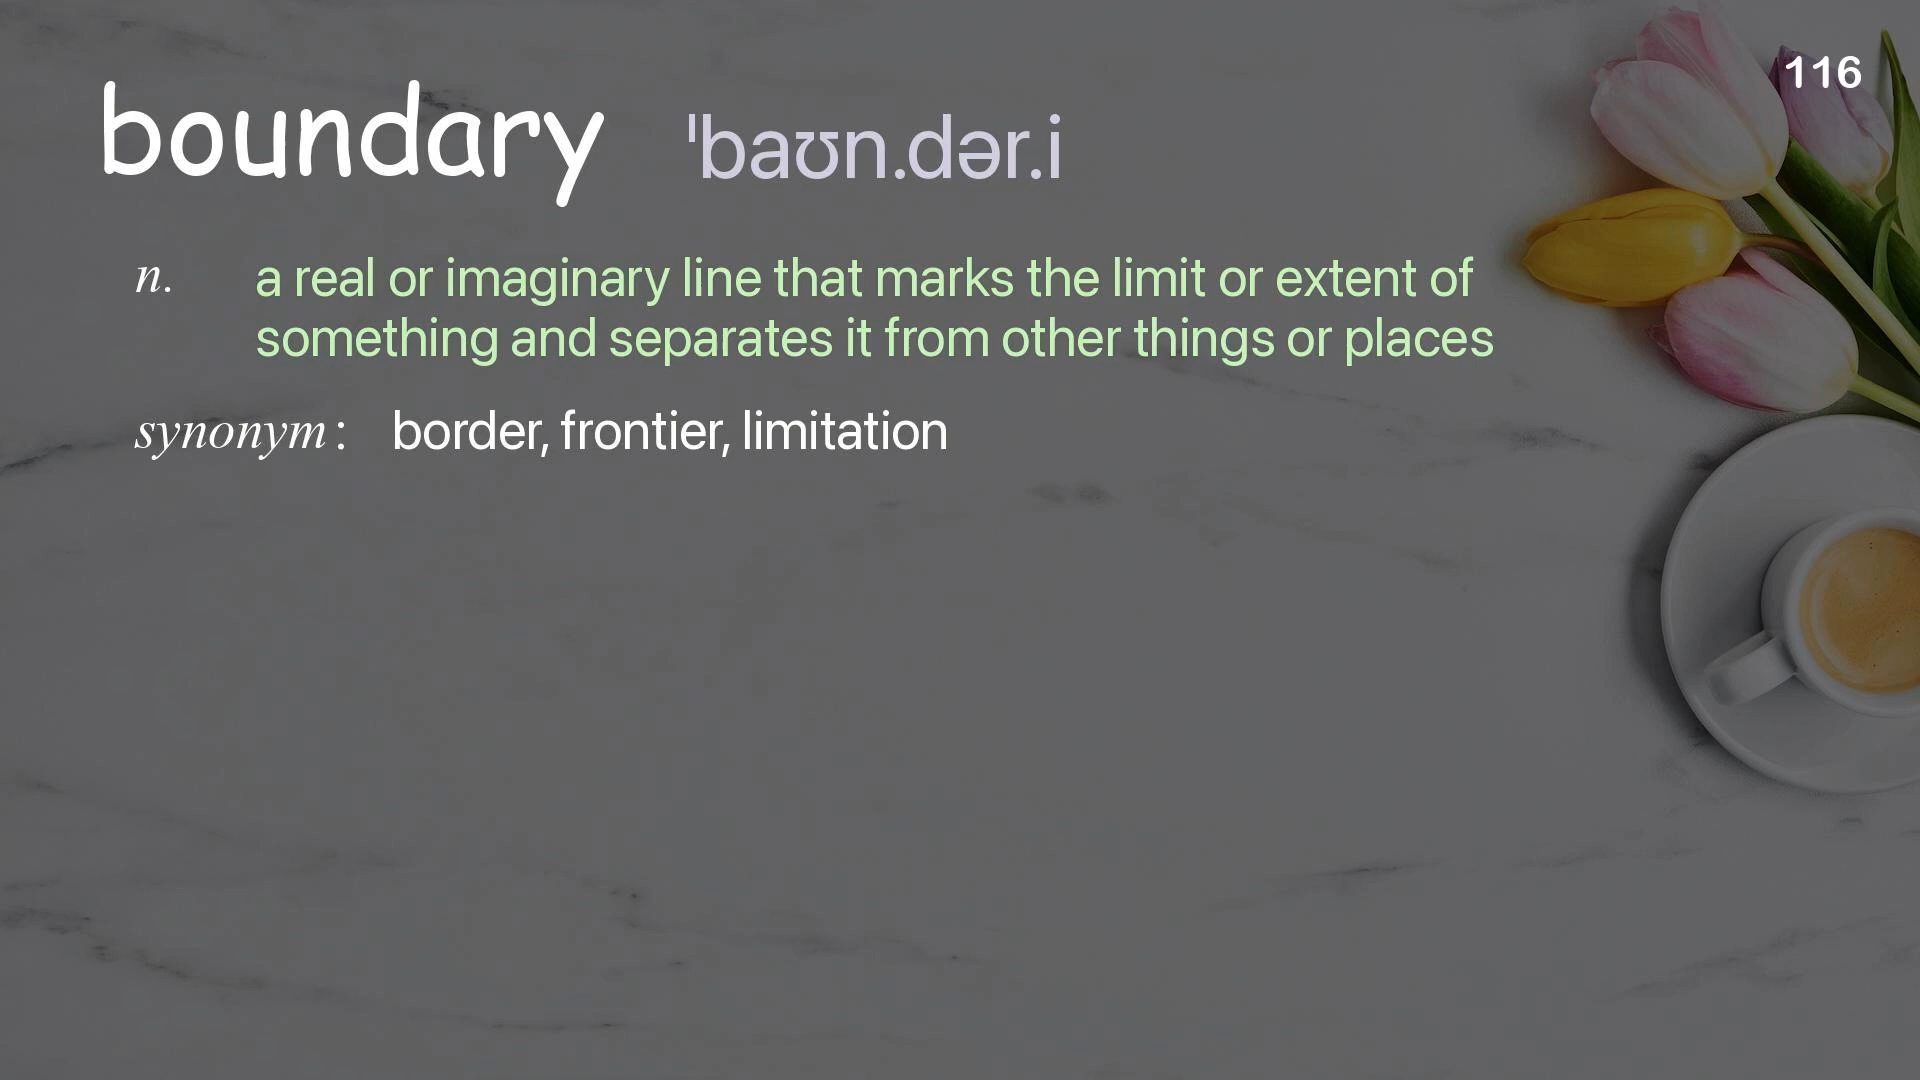 116
boundary ˈbaʊn.dər.i
n. a real or imaginary line that marks the limit or extent of
something and separates it from other things or places
synonym: border, frontier, limitation